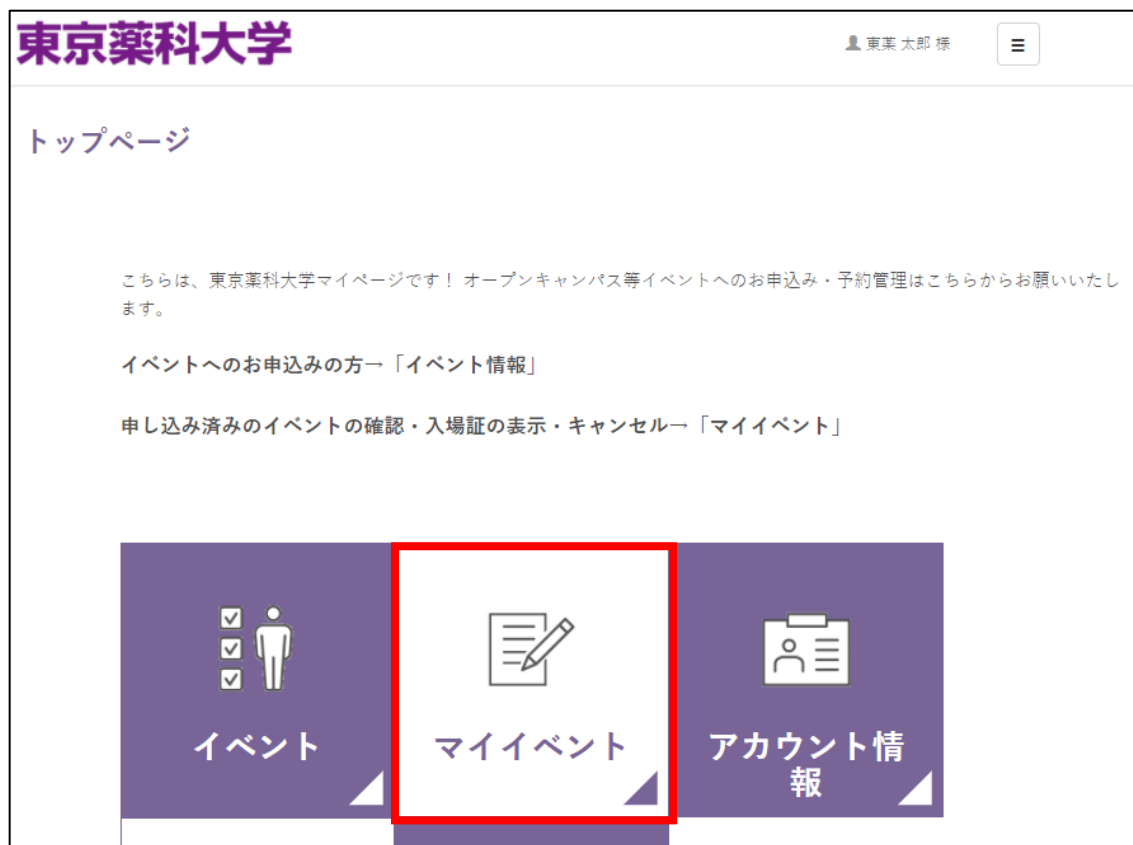 東京薬科大学
東薬 太郎 様
トップページ
こちらは、東京薬科大学マイページです! オープンキャンパス等イベントへのお申込み・予約管理はこちらからお願いいたし
ます。
イベントへのお申込みの方→「イベント情報」
申し込み済みのイベントの確認・入場証の表示・キャンセル→「マイイベント」
イベント
マイイベント
アカウント情
報